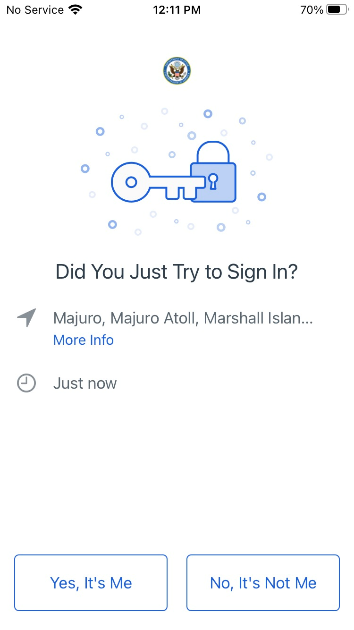 No Service 12:11 PM 70%
Did You Just Try to Sign In?
Majuro, Majuro Atoll, Marshall Islan...
More Info
Just now
Yes, It's Me No, It's Not Me